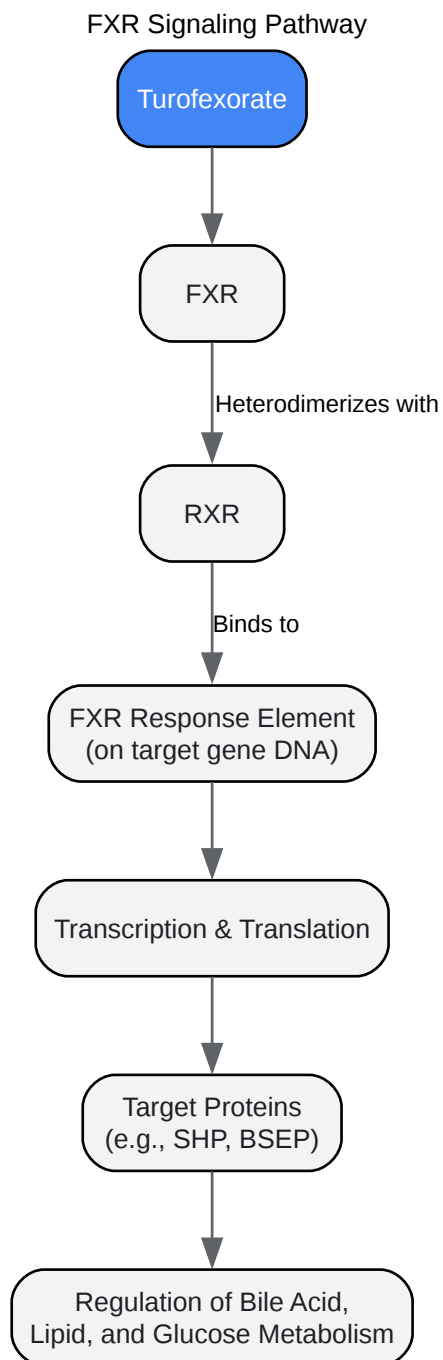 FXR Signaling Pathway
Turofexorate
FXR
Heterodimerizes with
RXR
Binds to
FXR Response Element
(on target gene DNA)
Transcription & Translation
Target Proteins
(e.g., SHP, BSEP)
Regulation of Bile Acid,
Lipid, and Glucose Metabolism